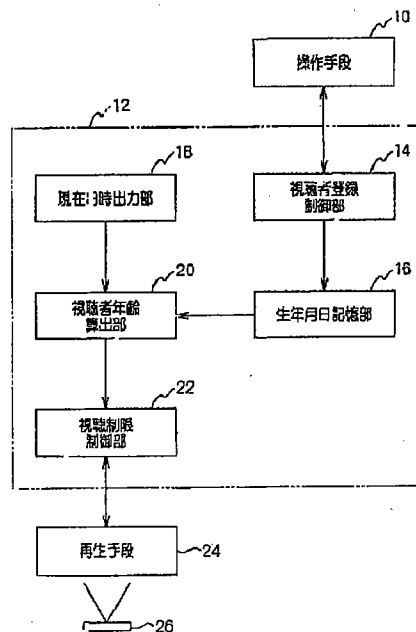 10
操作手段
12
18
14
現在日時出力部
視聴者登録
制御部
20
16
視聴者年齢
算出部
生年月日記憶部
22
視聴制限
制御部
再生手段
24
26